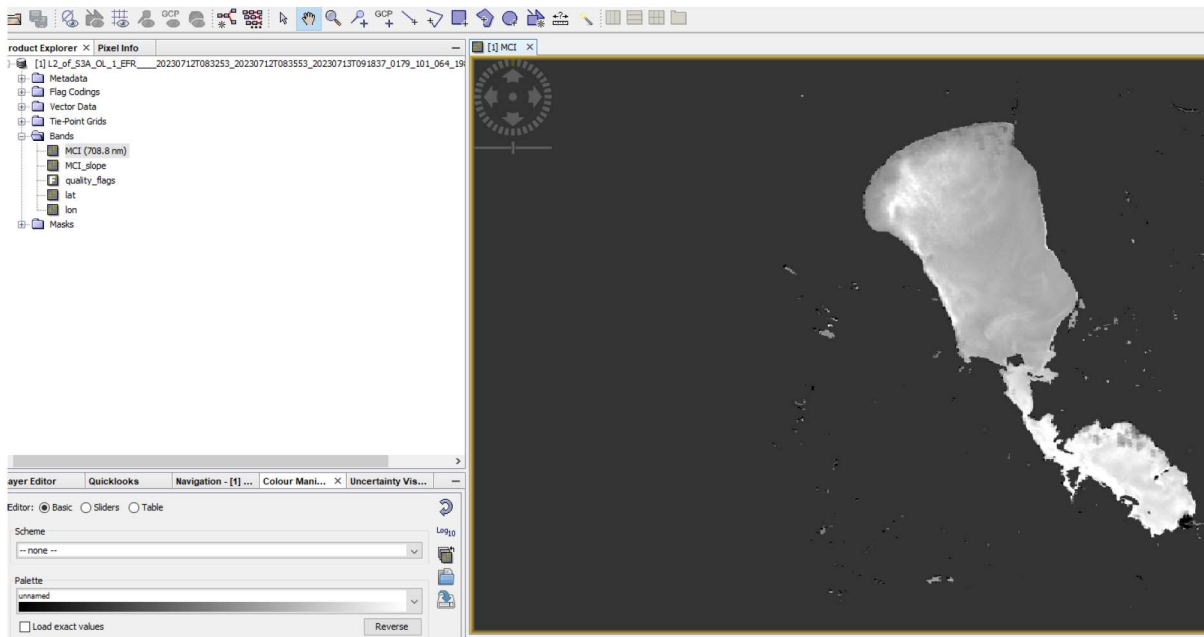 GCP
GCP
roduct Explorer × Pixel Info
[1] MCI ×
[1] L2_of_S3A_OL_1_EFR____20230712T083253_20230712T083553_20230713T091837_0179_101_064_19
Metadata
Flag Codings
Vector Data
Tie-Point Grids
Bands
MCI (708.8 nm)
MCI_slope
quality_flags
lat
lon
Masks
ayer Editor Quicklooks Navigation - [1] ... Colour Mani... × Uncertainty Vis...
Editor: Basic Sliders Table
Scheme
Log10
-- none --
Palette
unnamed
Load exact values
Reverse